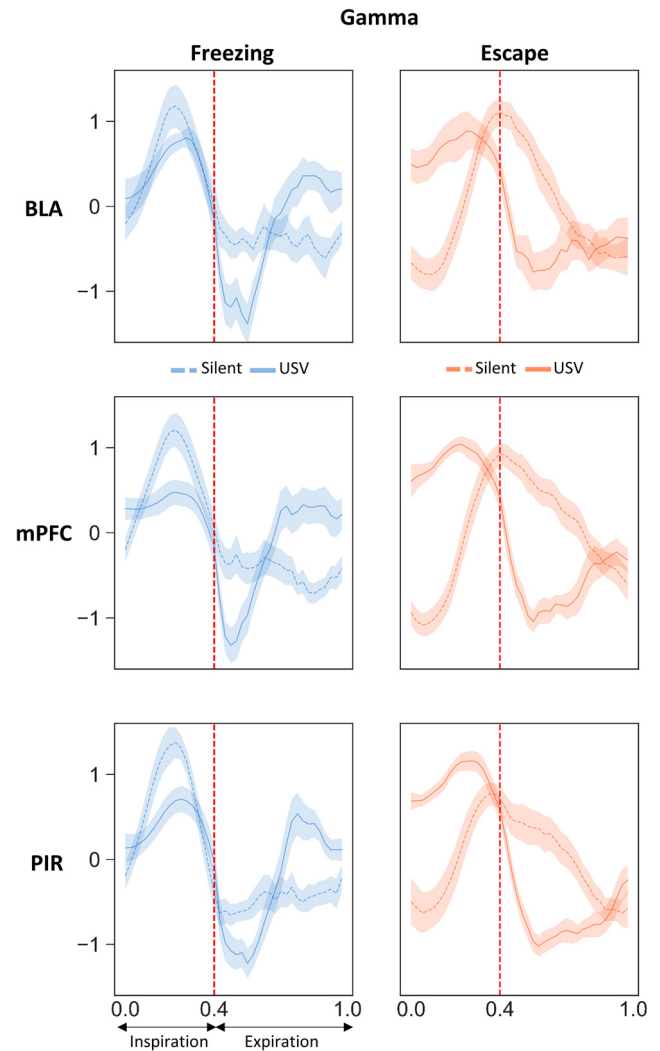 Gamma
Freezing Escape
1
0
−1
BLA
Silent USV Silent USV
1
0
−1
mPFC
1
0
−1
PIR
0.0 0.4 1.0 0.0 0.4 1.0
Inspiration Expiration